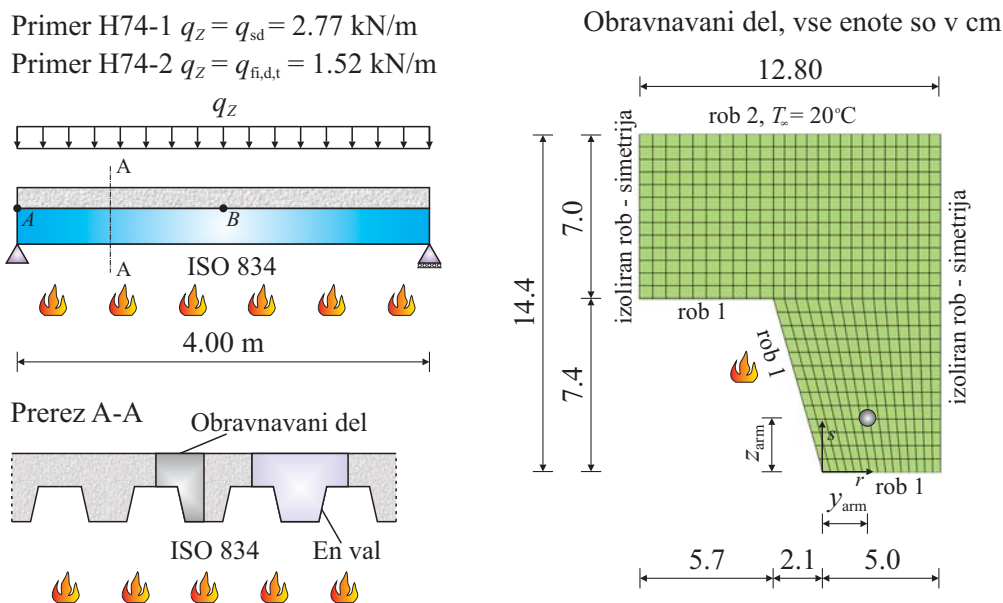 Primer H74-1 q_Z = q_sd = 2.77 kN/m
Primer H74-2 q_Z = q_fi,d,t = 1.52 kN/m
q_Z
A
A
B
A
ISO 834
4.00 m
Prerez A-A
Obravnavani del
ISO 834
En val
Obravnavani del, vse enote so v cm
12.80
rob 2, T_∞ = 20°C
izoliran rob - simetrija
izoliran rob - simetrija
14.4
7.0
7.4
rob 1
rob 1
z_arm
s
r
rob 1
y_arm
5.7
2.1
5.0